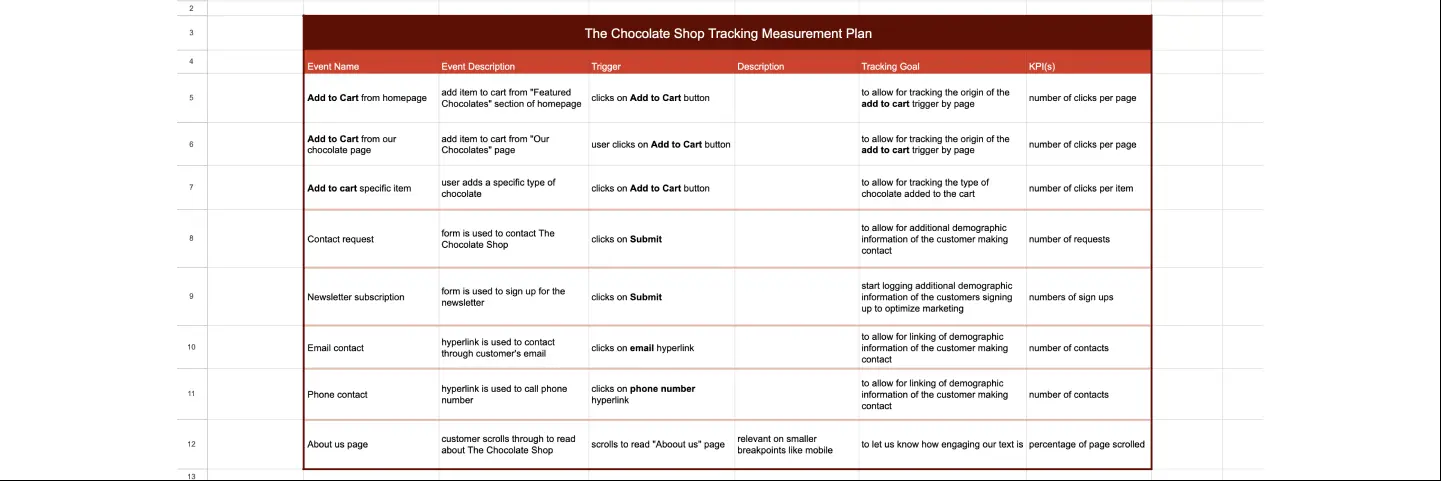 2
3
The Chocolate Shop Tracking Measurement Plan
4
Event Name
Event Description
Trigger
Description
Tracking Goal
KPI(s)
5
Add to Cart from homepage
add item to cart from "Featured
Chocolates" section of homepage
clicks on Add to Cart button
to allow for tracking the origin of the
add to cart trigger by page
number of clicks per page
6
Add to Cart from our
chocolate page
add item to cart from "Our
Chocolates" page
user clicks on Add to Cart button
to allow for tracking the origin of the
add to cart trigger by page
number of clicks per page
7
Add to cart specific item
user adds a specific type of
chocolate
clicks on Add to Cart button
to allow for tracking the type of
chocolate added to the cart
number of clicks per item
8
Contact request
form is used to contact The
Chocolate Shop
clicks on Submit
to allow for additional demographic
information of the customer making
contact
number of requests
9
Newsletter subscription
form is used to sign up for the
newsletter
clicks on Submit
start logging additional demographic
information of the customers signing
up to optimize marketing
numbers of sign ups
10
Email contact
hyperlink is used to contact
through customer's email
clicks on email hyperlink
to allow for linking of demographic
information of the customer making
contact
number of contacts
11
Phone contact
hyperlink is used to call phone
number
clicks on phone number
hyperlink
to allow for linking of demographic
information of the customer making
contact
number of contacts
12
About us page
customer scrolls through to read
about The Chocolate Shop
scrolls to read "Aboout us" page
relevant on smaller
breakpoints like mobile
to let us know how engaging our text is
percentage of page scrolled
13